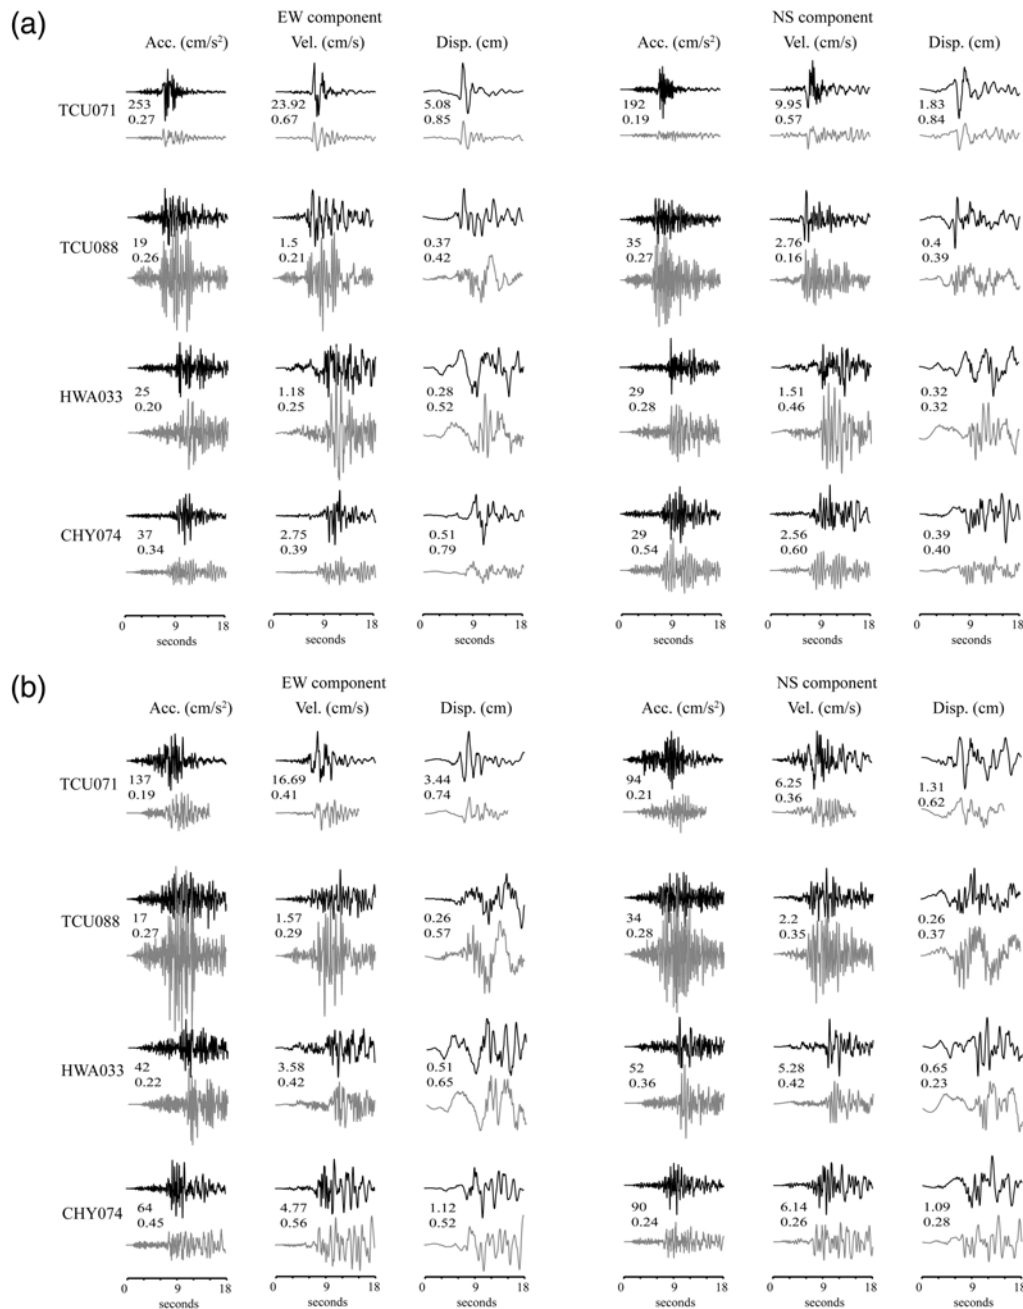 (a)
EW component NS component
Acc. (cm/s²) Vel. (cm/s) Disp. (cm) Acc. (cm/s²) Vel. (cm/s) Disp. (cm)
TCU071
253 23.92 5.08 192 9.95 1.83
0.27 0.67 0.85 0.19 0.57 0.84
TCU088
19 1.5 0.37 35 2.76 0.4
0.26 0.21 0.42 0.27 0.16 0.39
HWA033
25 1.18 0.28 29 1.51 0.32
0.20 0.25 0.52 0.28 0.46 0.32
CHY074
37 2.75 0.51 29 2.56 0.39
0.34 0.39 0.79 0.54 0.60 0.40
0 9 18 0 9 18 0 9 18 0 9 18 0 9 18 0 9 18
seconds seconds seconds seconds seconds seconds
(b)
EW component NS component
Acc. (cm/s²) Vel. (cm/s) Disp. (cm) Acc. (cm/s²) Vel. (cm/s) Disp. (cm)
TCU071
137 16.69 3.44 94 6.25 1.31
0.19 0.41 0.74 0.21 0.36 0.62
TCU088
17 1.57 0.26 34 2.2 0.26
0.27 0.29 0.57 0.28 0.35 0.37
HWA033
42 3.58 0.51 52 5.28 0.65
0.22 0.42 0.65 0.36 0.42 0.23
CHY074
64 4.77 1.12 90 6.14 1.09
0.45 0.56 0.52 0.24 0.26 0.28
0 9 18 0 9 18 0 9 18 0 9 18 0 9 18 0 9 18
seconds seconds seconds seconds seconds seconds